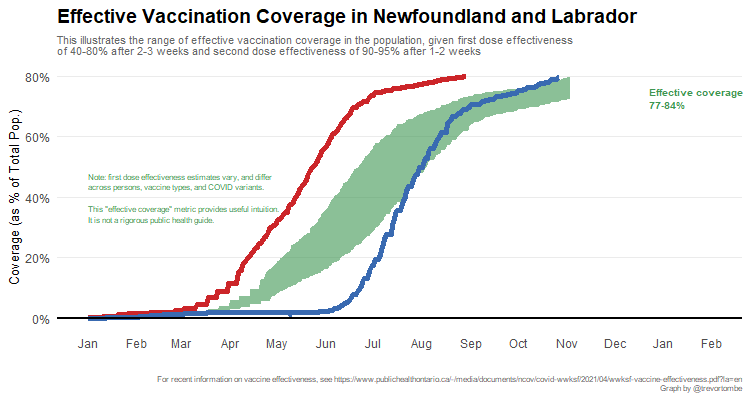 Effective Vaccination Coverage in Newfoundland and Labrador
This illustrates the range of effective vaccination coverage in the population, given first dose effectiveness
of 40-80% after 2-3 weeks and second dose effectiveness of 90-95% after 1-2 weeks
80%
60%
40%
20%
0%
Coverage (as % of Total Pop.)
Effective coverage
77-84%
Note: first dose effectiveness estimates vary, and differ
across persons, vaccine types, and COVID variants.
This "effective coverage" metric provides useful intuition.
It is not a rigorous public health guide.
Jan Feb Mar Apr May Jun Jul Aug Sep Oct Nov Dec Jan Feb
For recent information on vaccine effectiveness, see https://www.publichealthontario.ca/-/media/documents/ncov/covid-wwksf/2021/04/wwksf-vaccine-effectiveness.pdf?la=en
Graph by @trevortombe